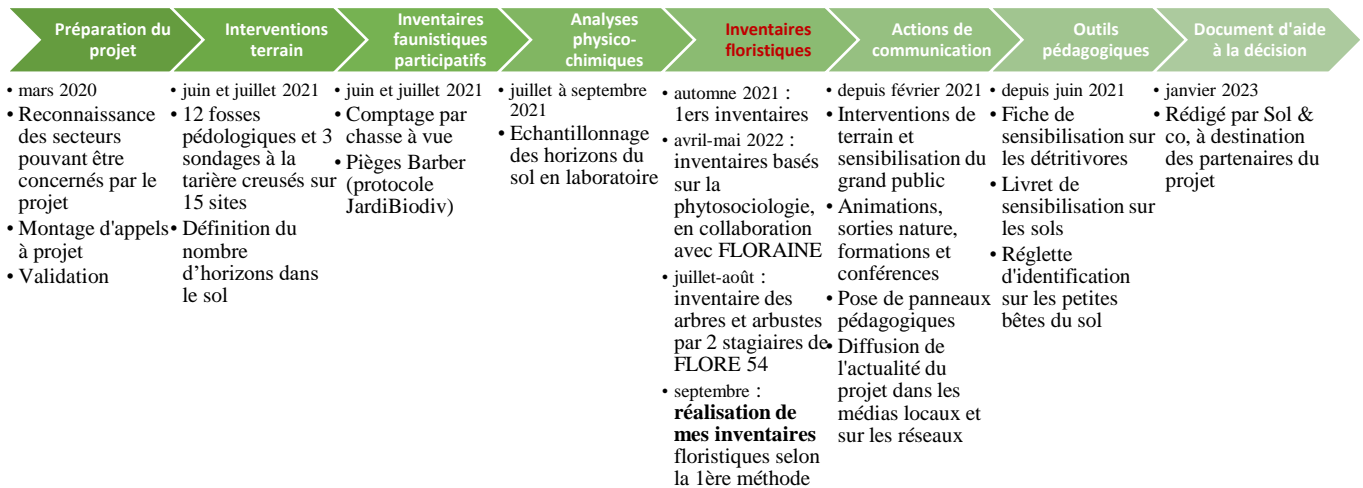 Préparation du
projet
Interventions
terrain
Inventaires
faunistiques
participatifs
Analyses
physico-
chimiques
Inventaires
floristiques
Actions de
communication
Outils
pédagogiques
Document d'aide
à la décision
• mars 2020
• Reconnaissance
des secteurs
pouvant être
concernés par le
projet
• Montage d'appels
à projet
• Validation
• juin et juillet 2021
• 12 fosses
pédologiques et 3
sondages à la
tarière creusés sur
15 sites
• Définition du
nombre
d’horizons dans
le sol
• juin et juillet 2021
• Comptage par
chasse à vue
• Pièges Barber
(protocole
JardiBiodiv)
• juillet à septembre
2021
• Echantillonnage
des horizons du
sol en laboratoire
• automne 2021 :
1ers inventaires
• avril-mai 2022 :
inventaires basés
sur la
phytosociologie,
en collaboration
avec FLORAINE
• juillet-août :
inventaire des
arbres et arbustes
par 2 stagiaires de
FLORE 54
• septembre :
réalisation de
mes inventaires
floristiques selon
la 1ère méthode
• depuis février 2021
• Interventions de
terrain et
sensibilisation du
grand public
• Animations,
sorties nature,
formations et
conférences
• Pose de panneaux
pédagogiques
• Diffusion de
l'actualité du
projet dans les
médias locaux et
sur les réseaux
• depuis juin 2021
• Fiche de
sensibilisation sur
les détritivores
• Livret de
sensibilisation sur
les sols
• Réglette
d'identification
sur les petites
bêtes du sol
• janvier 2023
• Rédigé par Sol &
co, à destination
des partenaires du
projet